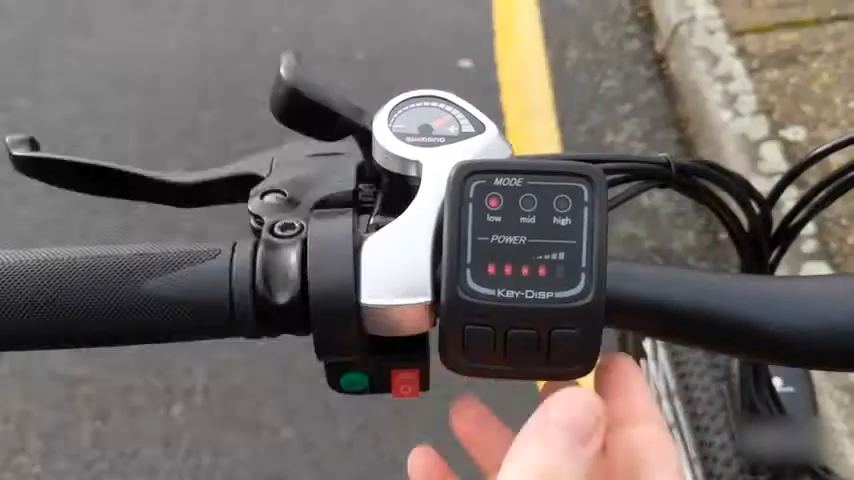 SHIMANO
MODE
low mid high
POWER
KEY-DISP